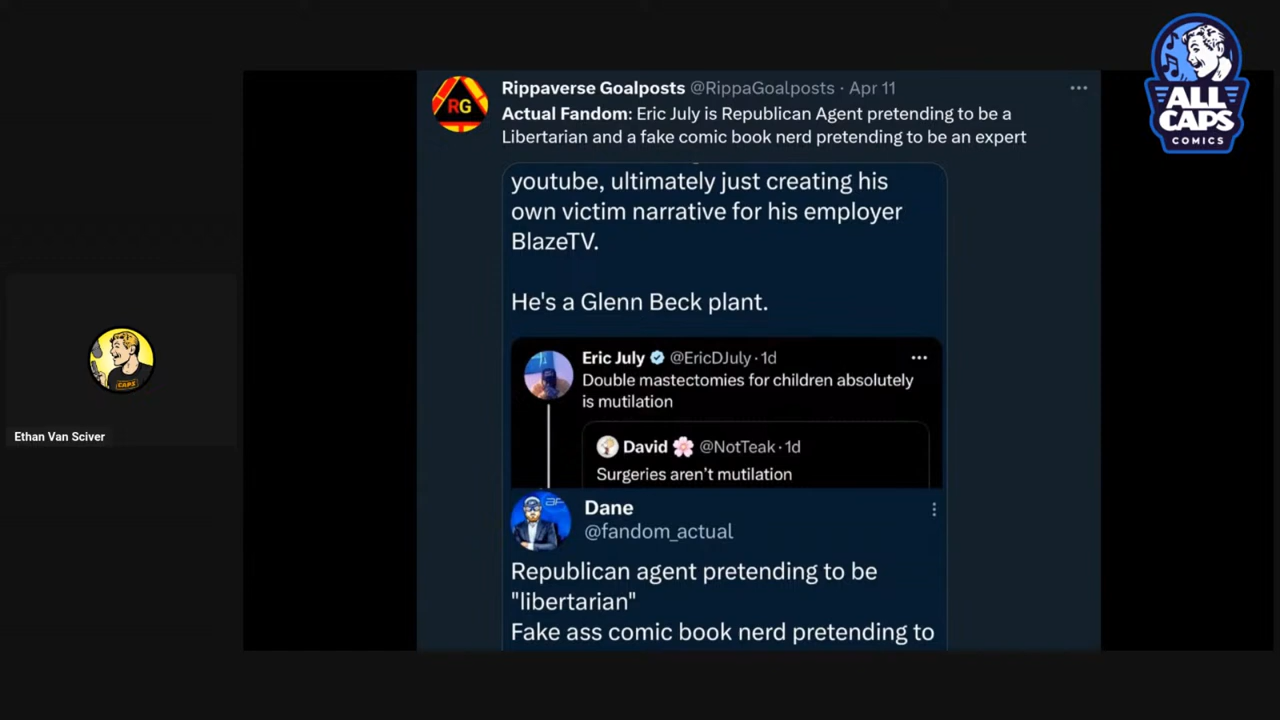 Rippaverse Goalposts @RippaGoalposts · Apr 11
RG
Actual Fandom: Eric July is Republican Agent pretending to be a
Libertarian and a fake comic book nerd pretending to be an expert
youtube, ultimately just creating his
own victim narrative for his employer
BlazeTV.
He's a Glenn Beck plant.
Eric July @EricDJuly · 1d
Double mastectomies for children absolutely
is mutilation
David 🌸 @NotTeak · 1d
Surgeries aren't mutilation
Dane
@fandom_actual
Republican agent pretending to be
"libertarian"
Fake ass comic book nerd pretending to
CAPS
Ethan Van Sciver
ALL
CAPS
COMICS